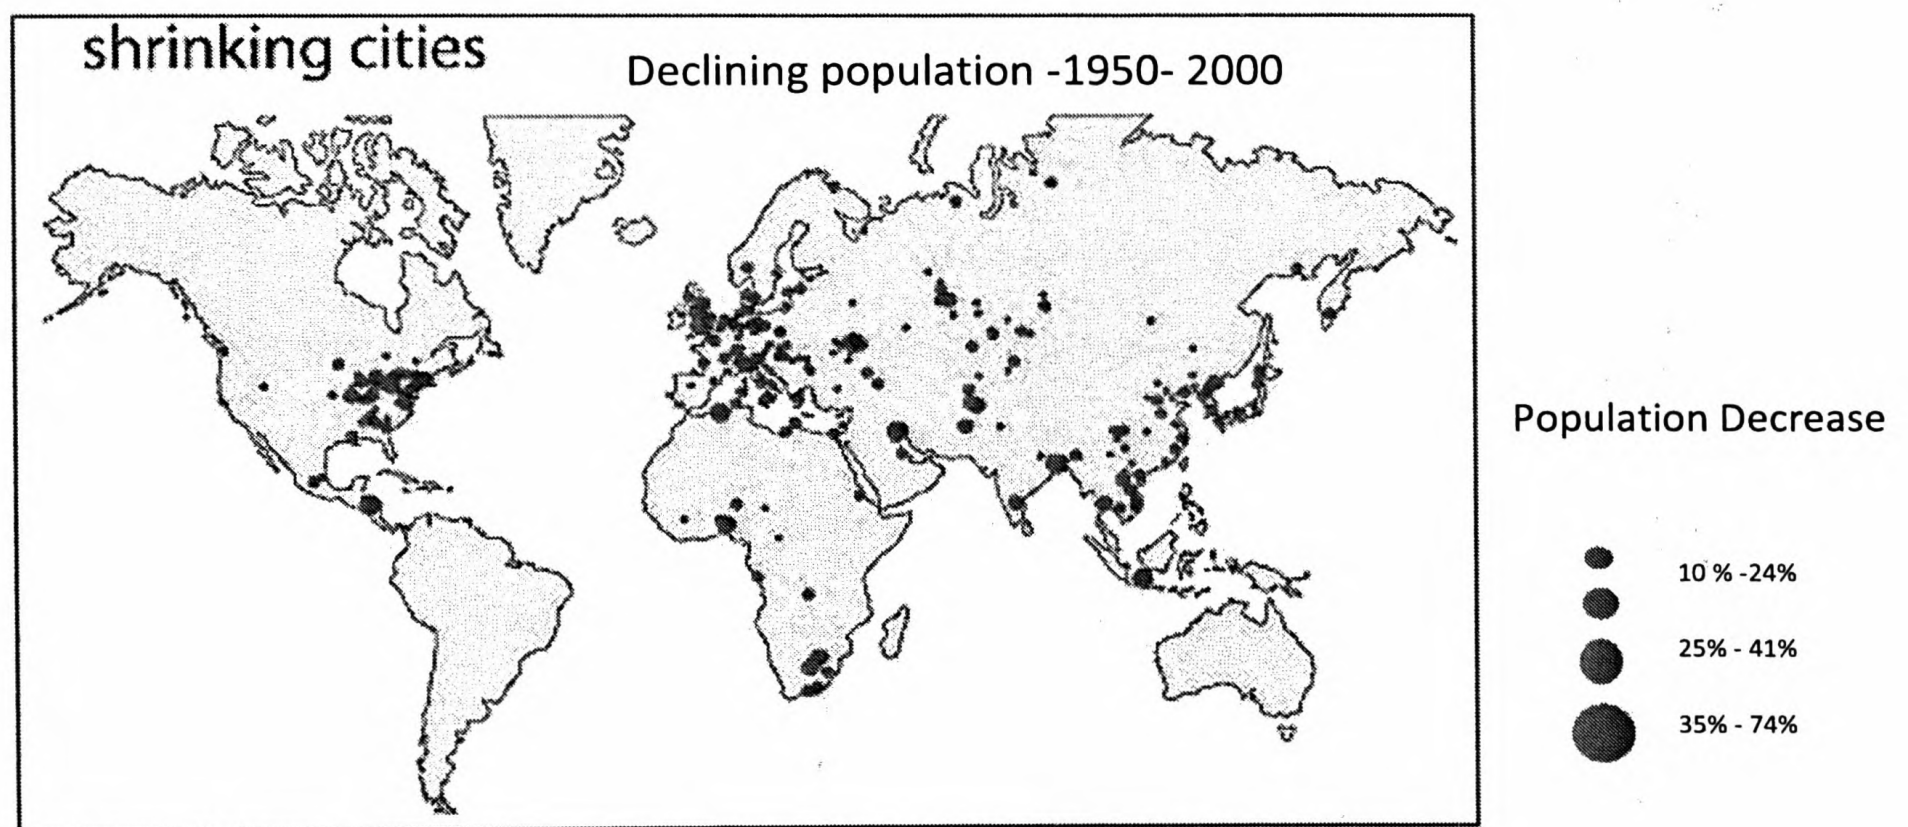 shrinking cities
Declining population -1950- 2000
Population Decrease
10 % -24%
25% - 41%
35% - 74%